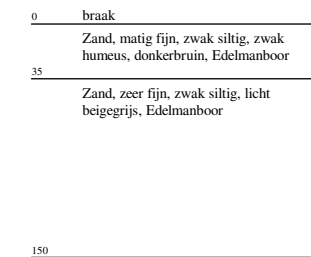 0 braak
Zand, matig fijn, zwak siltig, zwak
humeus, donkerbruin, Edelmanboor
35
Zand, zeer fijn, zwak siltig, licht
beigegrijs, Edelmanboor
150